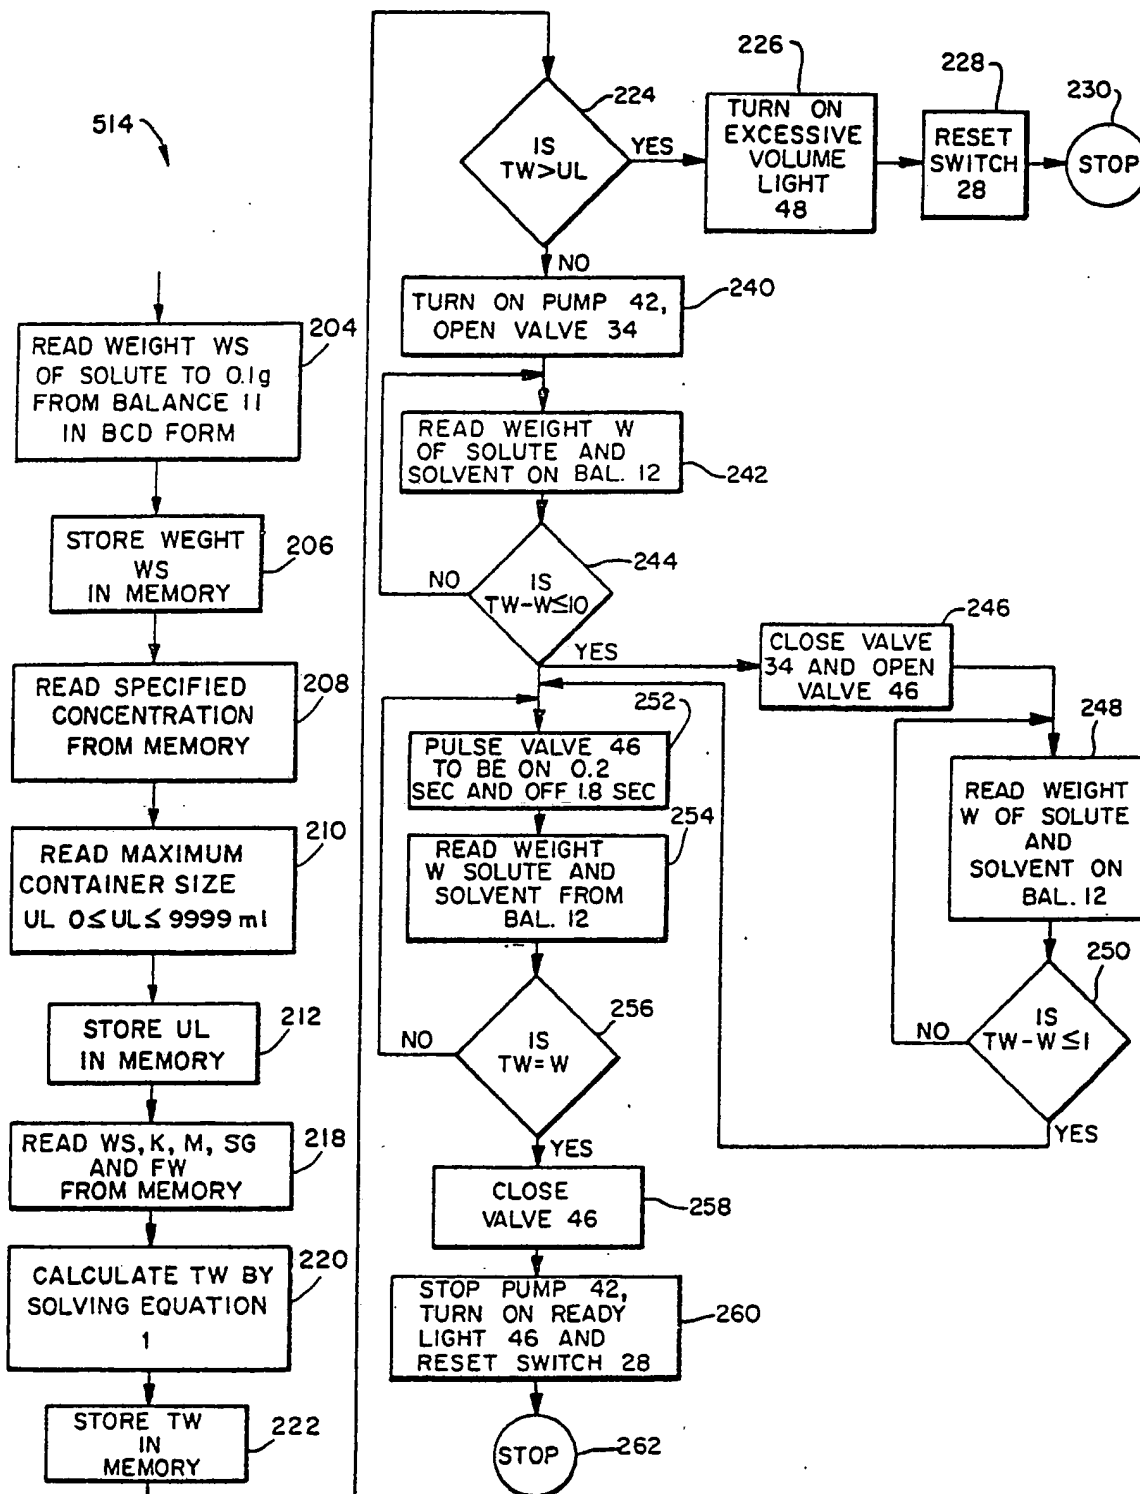 514
204
READ WEIGHT WS
OF SOLUTE TO 0.1g
FROM BALANCE 11
IN BCD FORM
206
STORE WEGHT
WS
IN MEMORY
208
READ SPECIFIED
CONCENTRATION
FROM MEMORY
210
READ MAXIMUM
CONTAINER SIZE
UL 0≤UL≤9999 ml
212
STORE UL
IN MEMORY
218
READ WS, K, M, SG
AND FW
FROM MEMORY
220
CALCULATE TW BY
SOLVING EQUATION
1
222
STORE TW
IN
MEMORY
224
IS
TW>UL
YES
NO
226
TURN ON
EXCESSIVE
VOLUME
LIGHT
48
228
RESET
SWITCH
28
230
STOP
240
TURN ON PUMP 42,
OPEN VALVE 34
242
READ WEIGHT W
OF SOLUTE AND
SOLVENT ON BAL. 12
244
IS
TW-W≤10
NO
YES
246
CLOSE VALVE
34 AND OPEN
VALVE 46
248
READ WEIGHT
W OF SOLUTE
AND
SOLVENT ON
BAL. 12
250
IS
TW-W≤1
NO
YES
252
PULSE VALVE 46
TO BE ON 0.2
SEC AND OFF 1.8 SEC
254
READ WEIGHT
W SOLUTE AND
SOLVENT FROM
BAL. 12
256
IS
TW=W
NO
YES
258
CLOSE
VALVE 46
260
STOP PUMP 42,
TURN ON READY
LIGHT 46 AND
RESET SWITCH 28
262
STOP